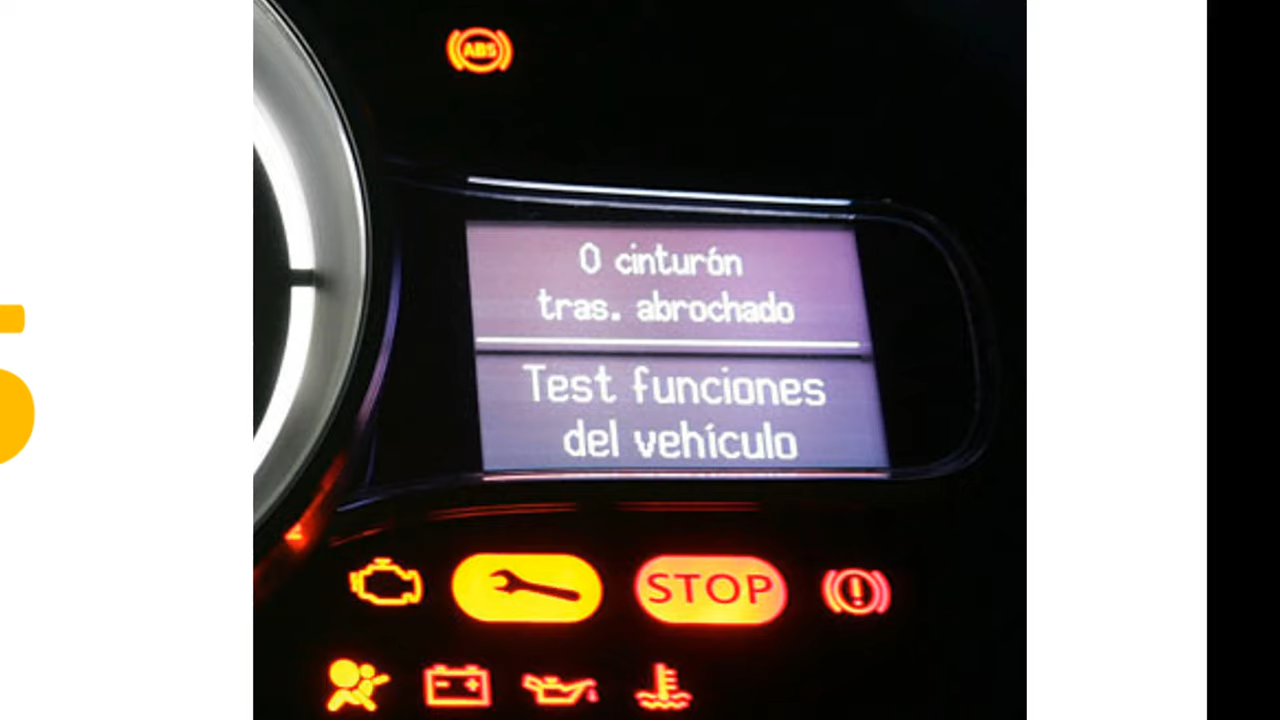 ABS
0 cinturón
tras. abrochado
Test funciones
del vehículo
STOP